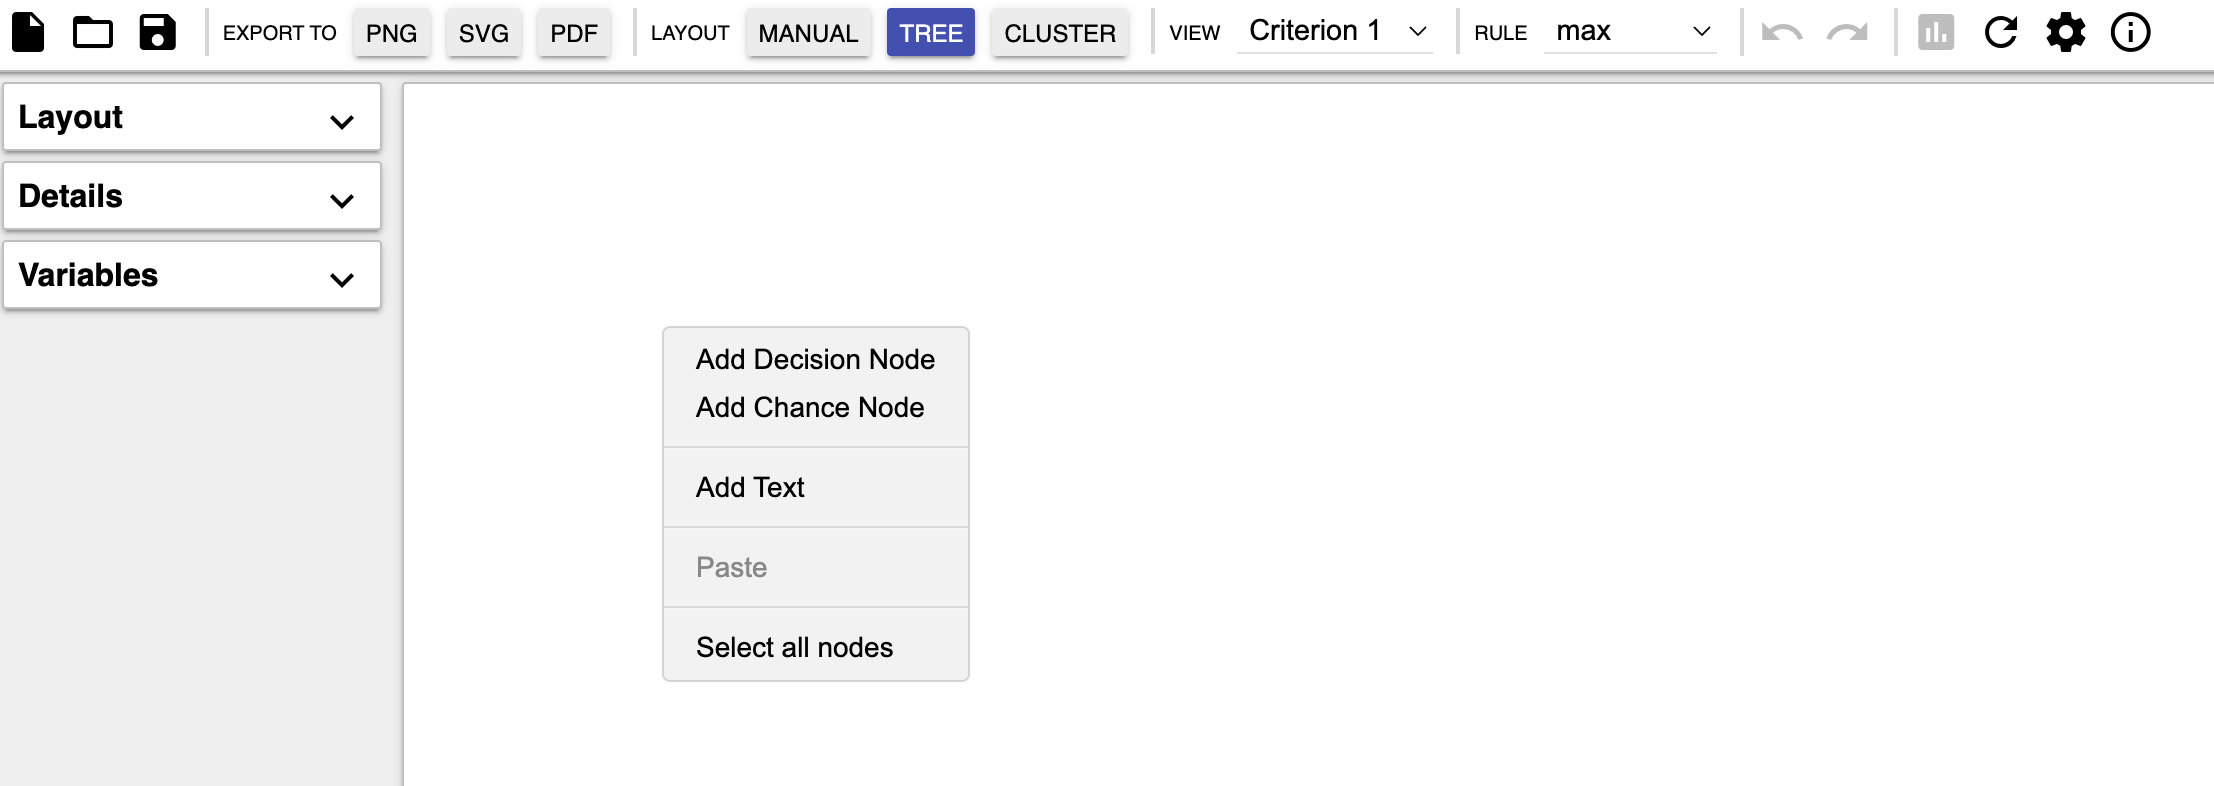 EXPORT TO PNG SVG PDF LAYOUT MANUAL TREE CLUSTER VIEW Criterion 1 RULE max
Layout
Details
Variables
Add Decision Node
Add Chance Node
Add Text
Paste
Select all nodes